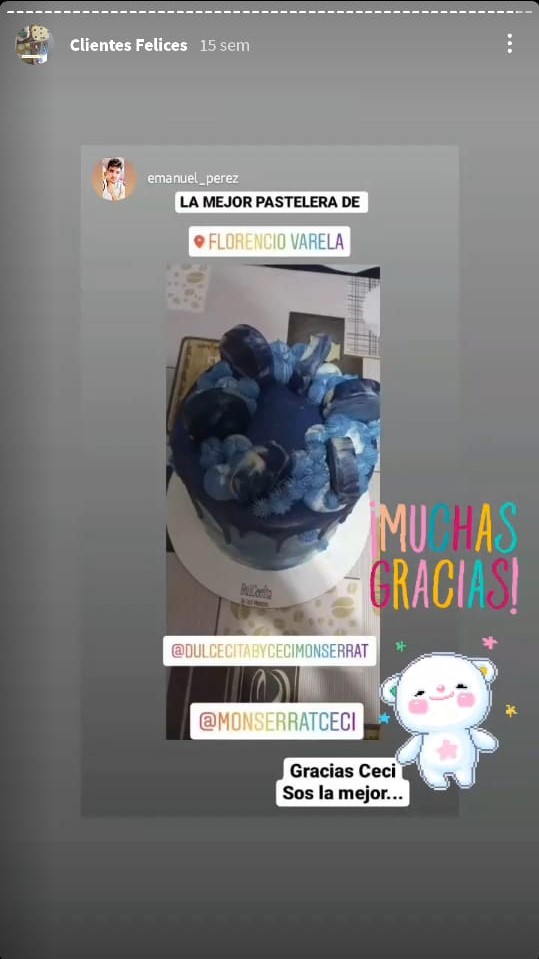 Clientes Felices 15 sem
emanuel_perez
LA MEJOR PASTELERA DE
FLORENCIO VARELA
¡MUCHAS
GRACIAS!
@DULCECITABYCECIMONSERRAT
@MONSERRATCECI
Gracias Ceci
Sos la mejor...